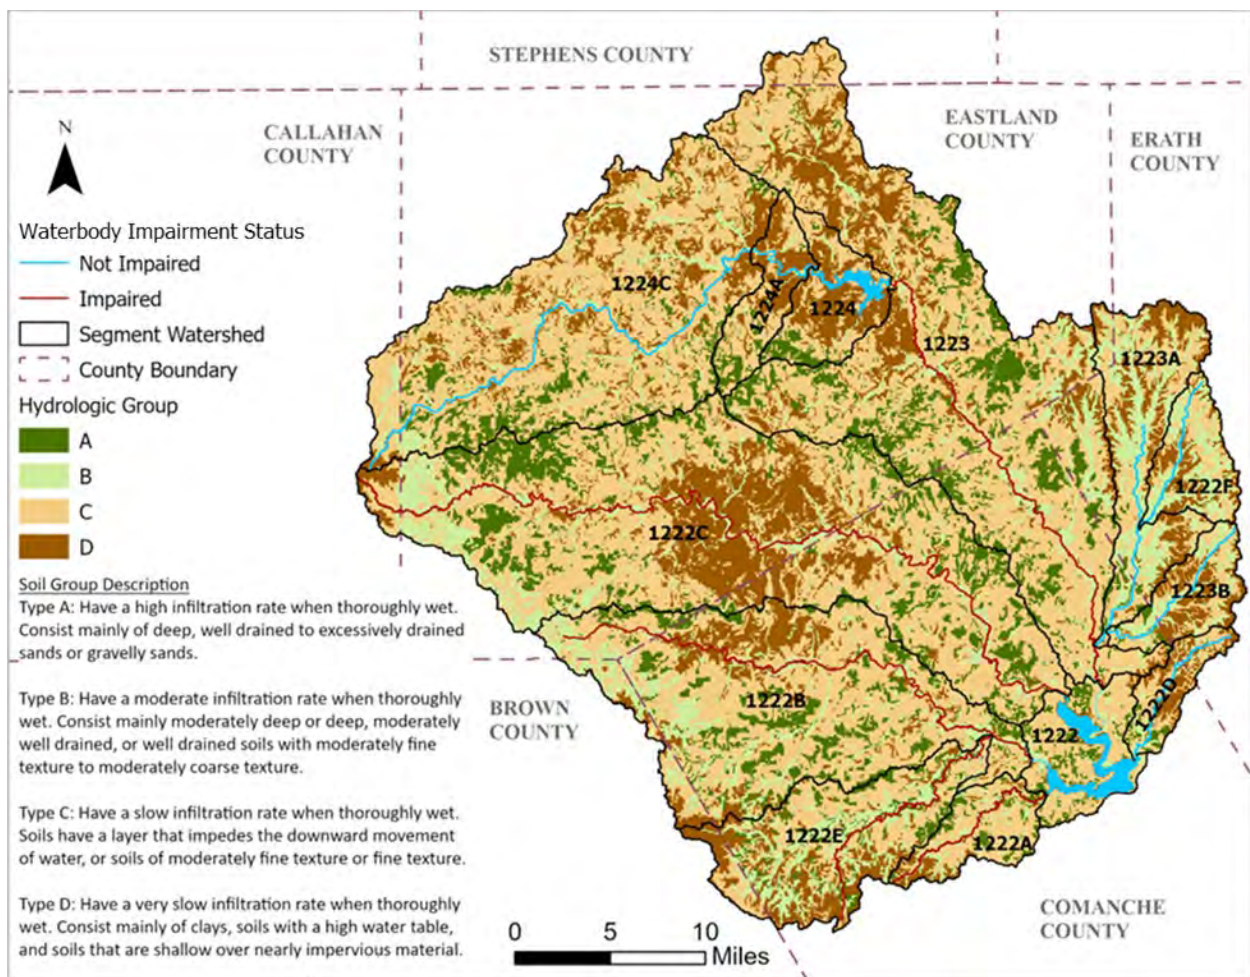 STEPHENS COUNTY
CALLAHAN
COUNTY
EASTLAND
COUNTY
ERATH
COUNTY
N
Waterbody Impairment Status
Not Impaired
Impaired
Segment Watershed
County Boundary
Hydrologic Group
A
B
C
D
Soil Group Description
Type A: Have a high infiltration rate when thoroughly wet.
Consist mainly of deep, well drained to excessively drained
sands or gravelly sands.
Type B: Have a moderate infiltration rate when thoroughly
wet. Consist mainly moderately deep or deep, moderately
well drained, or well drained soils with moderately fine
texture to moderately coarse texture.
Type C: Have a slow infiltration rate when thoroughly wet.
Soils have a layer that impedes the downward movement
of water, or soils of moderately fine texture or fine texture.
Type D: Have a very slow infiltration rate when thoroughly
wet. Consist mainly of clays, soils with a high water table,
and soils that are shallow over nearly impervious material.
1224C
1224A
1224
1223
1223A
1222F
1222C
1223B
1222D
1222B
1222
1222E
1222A
BROWN
COUNTY
COMANCHE
COUNTY
0 5 10
Miles